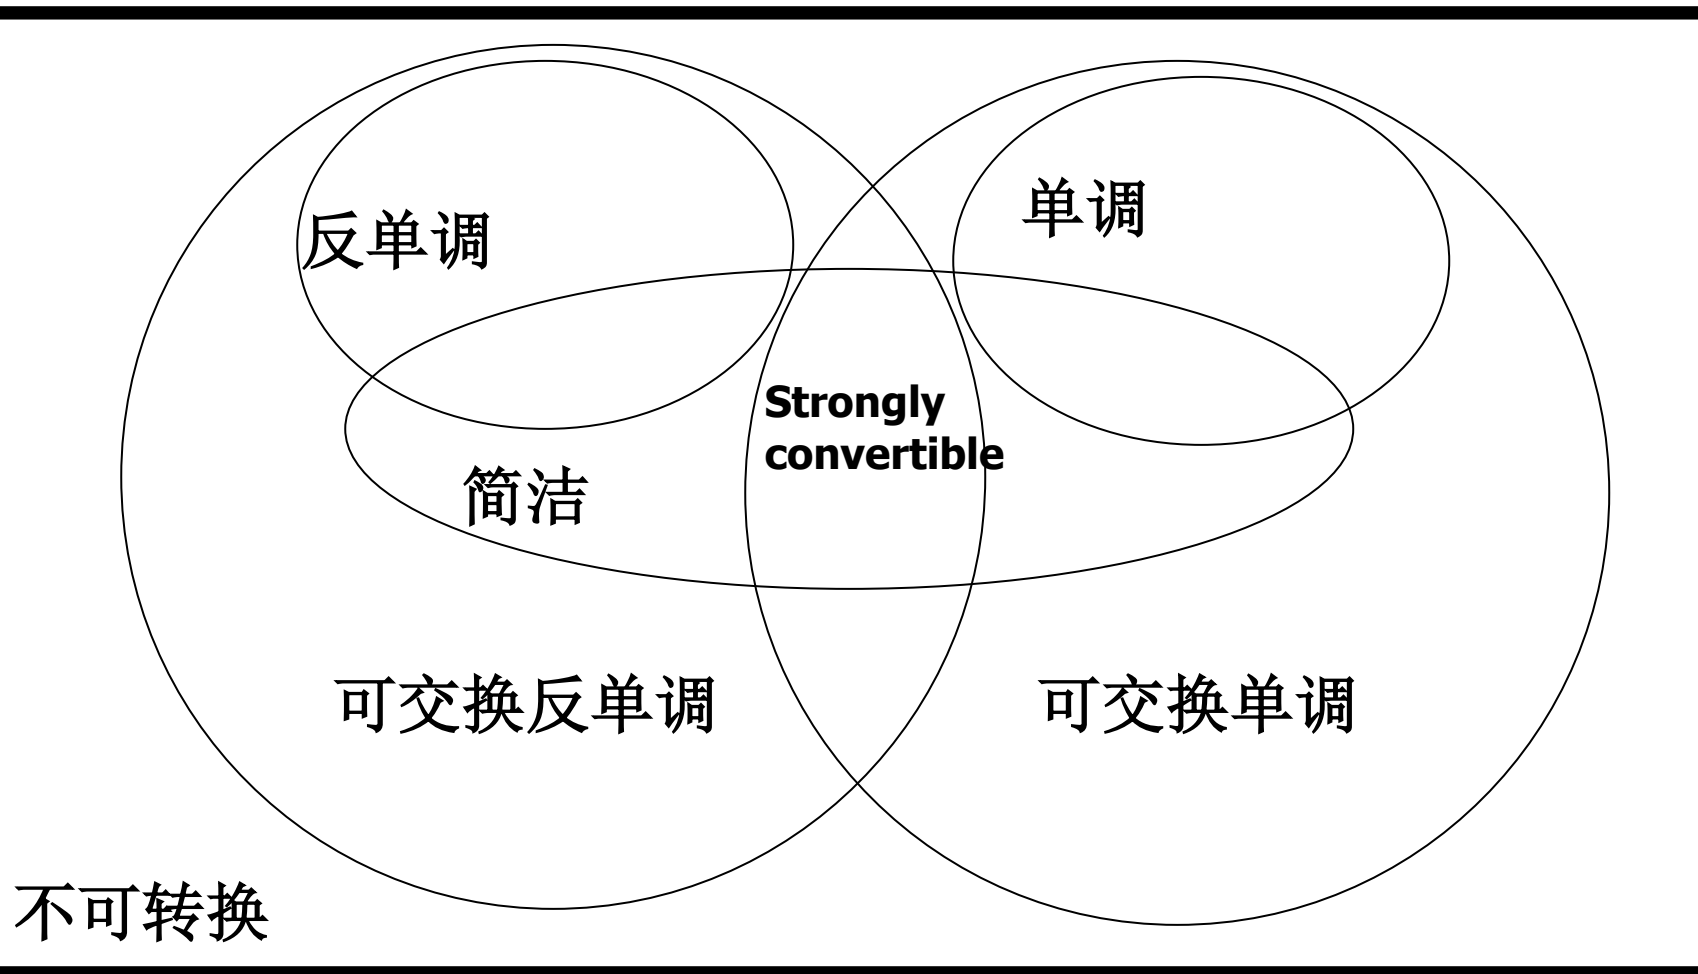 反单调
单调
Strongly
convertible
简洁
可交换反单调
可交换单调
不可转换